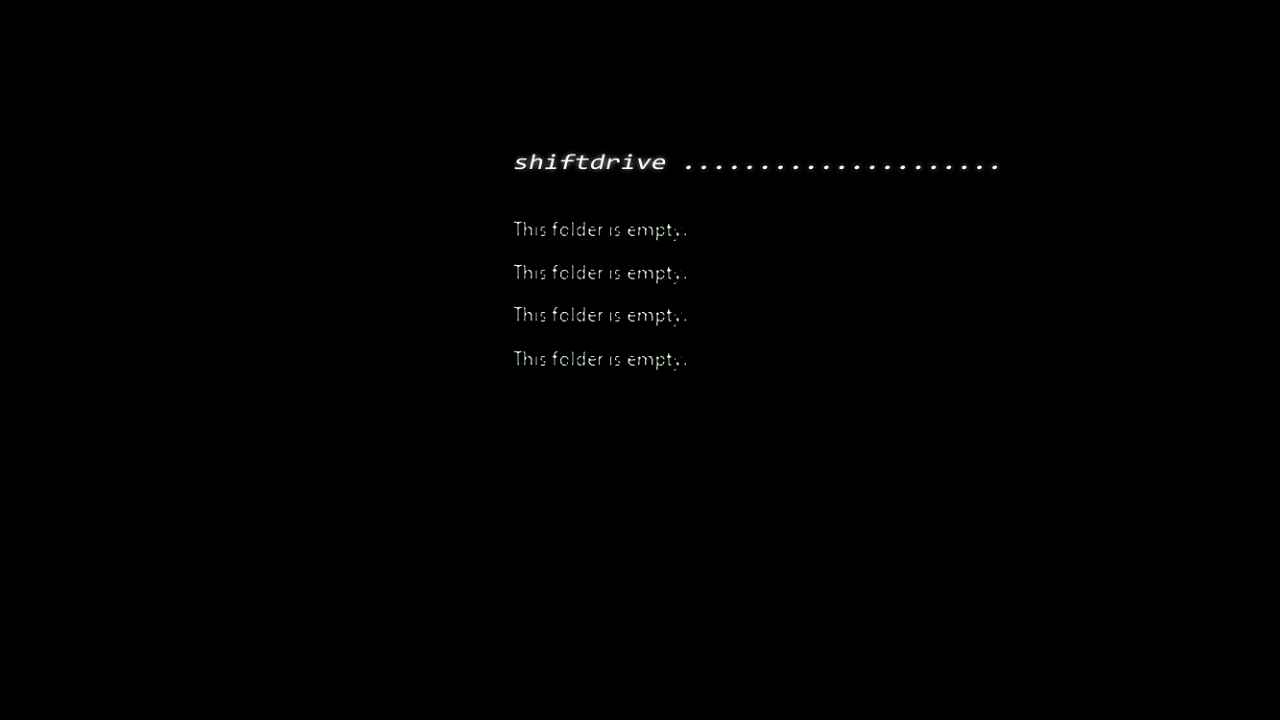 shiftdrive .....................
This folder is empty.
This folder is empty.
This folder is empty.
This folder is empty.